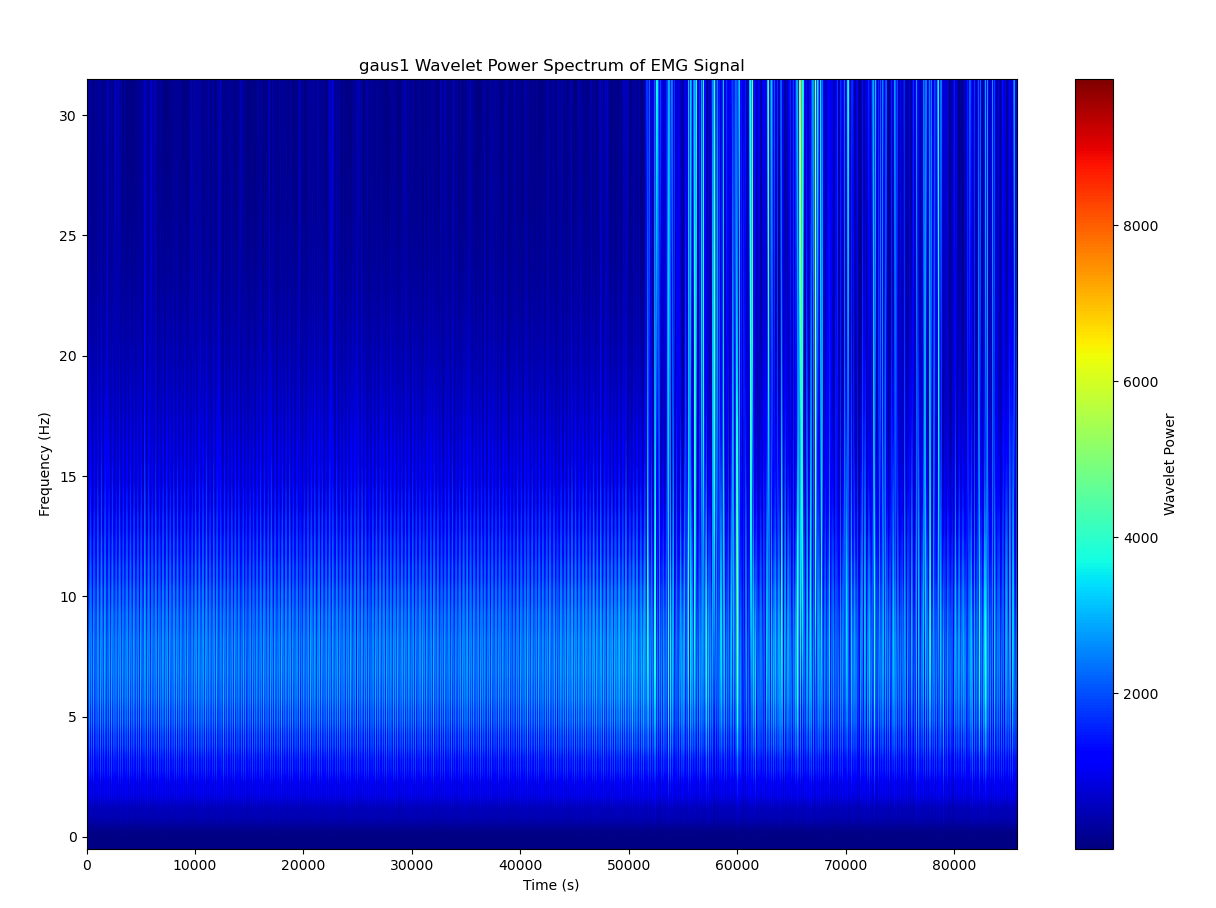 gaus1 Wavelet Power Spectrum of EMG Signal
30
25
20
15
10
5
0
Frequency (Hz)
0 10000 20000 30000 40000 50000 60000 70000 80000
Time (s)
8000
6000
4000
2000
Wavelet Power